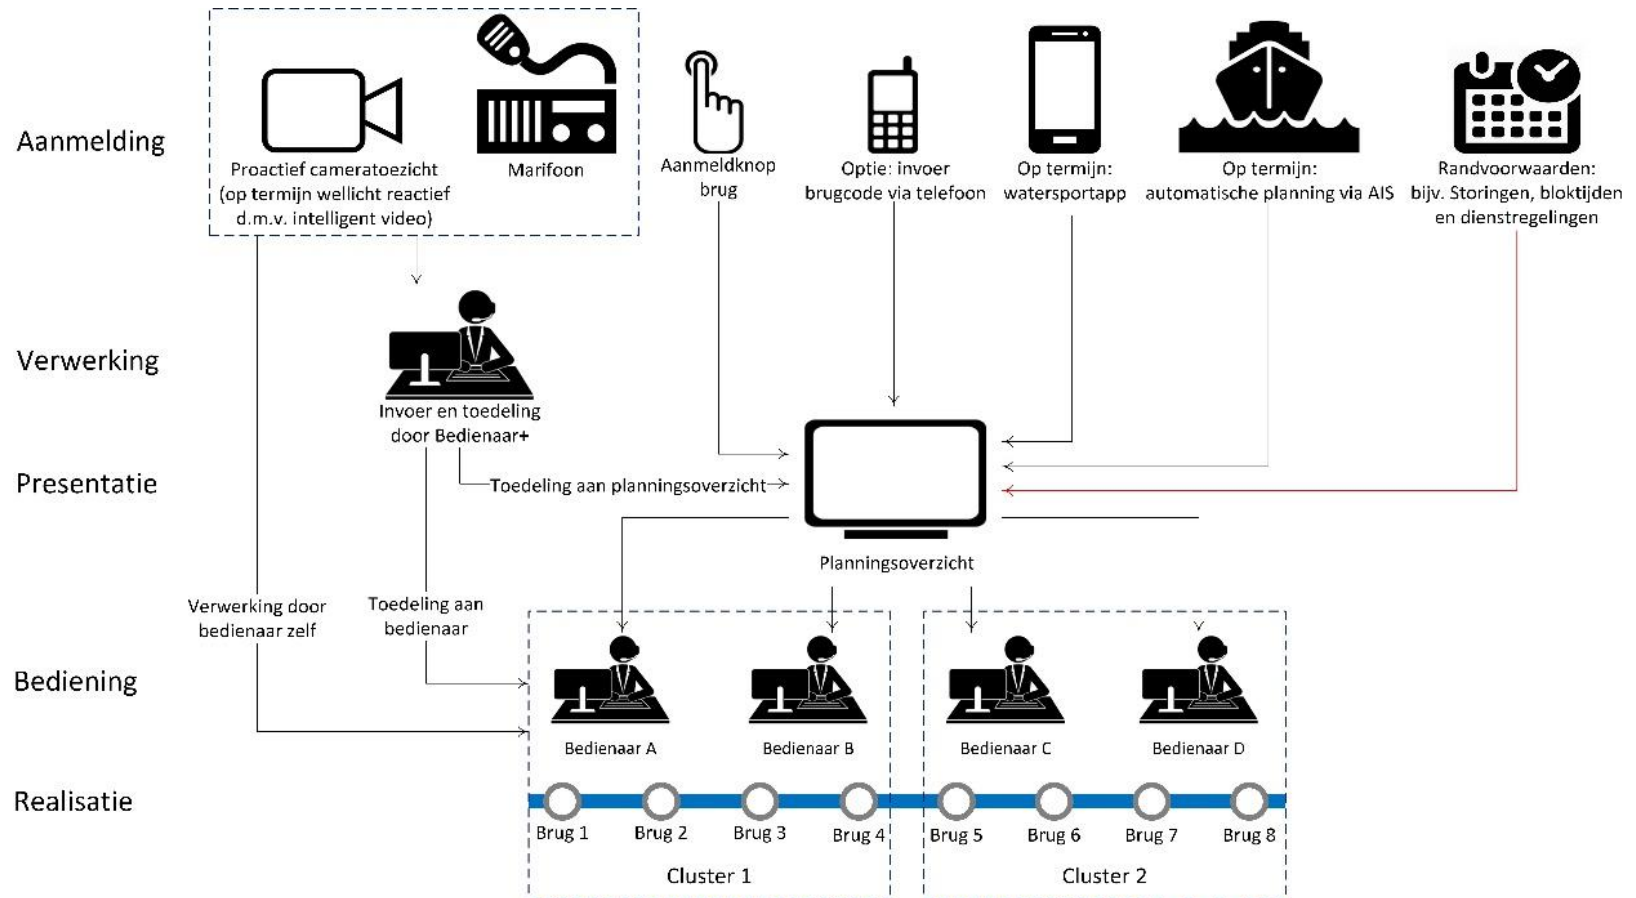 Aanmelding
Proactief cameratoezicht
(op termijn wellicht reactief
d.m.v. intelligent video)
Marifoon
Aanmeldknop
brug
Optie: invoer
brugcode via telefoon
Op termijn:
watersportapp
Op termijn:
automatische planning via AIS
Randvoorwaarden:
bijv. Storingen, bloktijden
en dienstregelingen
Verwerking
Invoer en toedeling
door Bedienaar+
Presentatie
Toedeling aan planningsoverzicht
Planningsoverzicht
Verwerking door
bedienaar zelf
Toedeling aan
bedienaar
Bediening
Bedienaar A
Bedienaar B
Bedienaar C
Bedienaar D
Realisatie
Brug 1
Brug 2
Brug 3
Brug 4
Brug 5
Brug 6
Brug 7
Brug 8
Cluster 1
Cluster 2